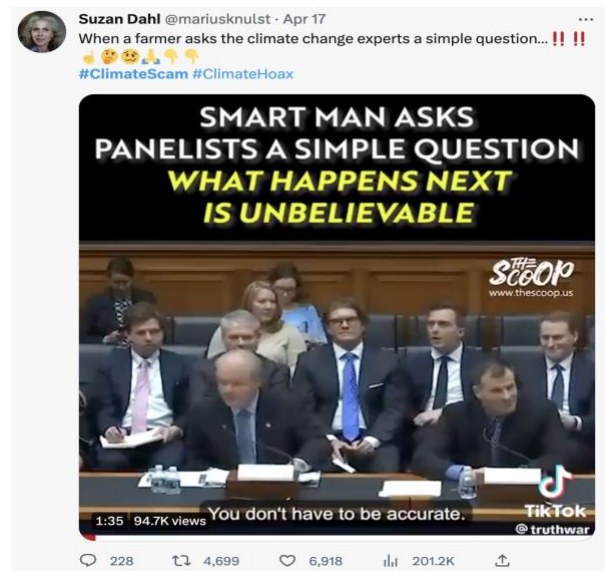 Suzan Dahl @mariusknulst · Apr 17 ...
When a farmer asks the climate change experts a simple question... ‼️ ‼️
☝️🤔🥴🙏👇👇
#ClimateScam #ClimateHoax
SMART MAN ASKS
PANELISTS A SIMPLE QUESTION
WHAT HAPPENS NEXT
IS UNBELIEVABLE
THE
SCOOP
www.thescoop.us
You don't have to be accurate.
1:35 94.7K views
TikTok
@truthwar
228 4,699 6,918 201.2K